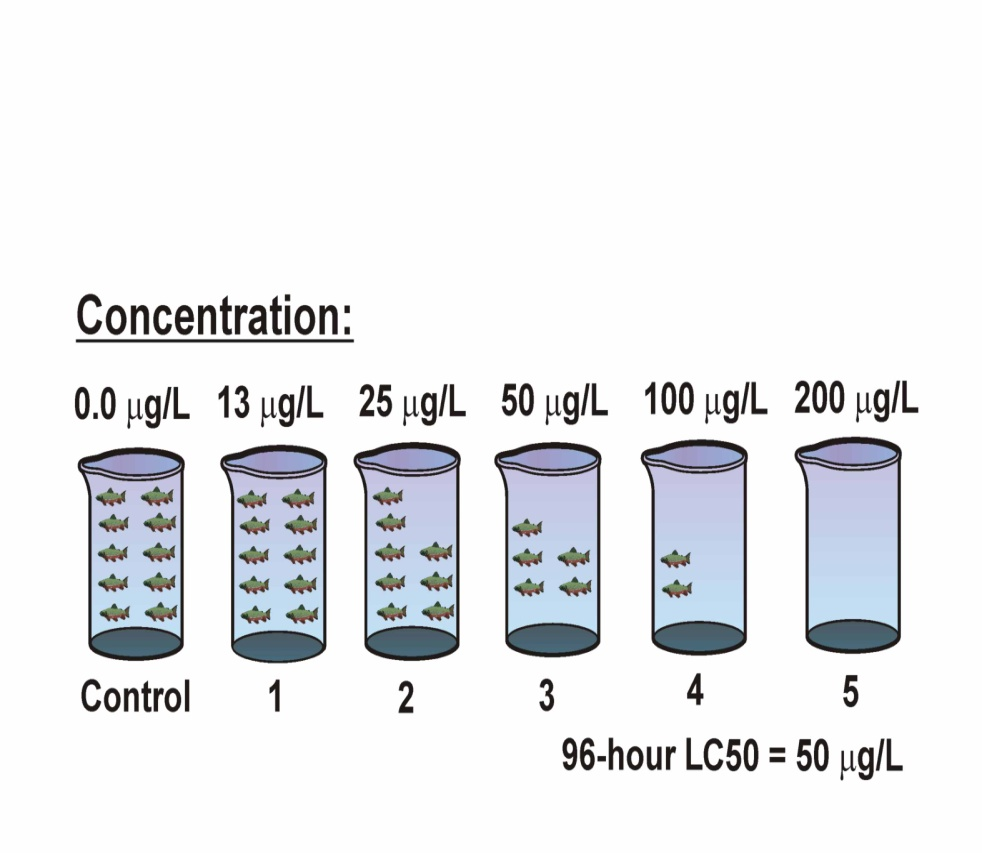 Concentration:
0.0 μg/L 13 μg/L 25 μg/L 50 μg/L 100 μg/L 200 μg/L
Control 1 2 3 4 5
96-hour LC50 = 50 μg/L